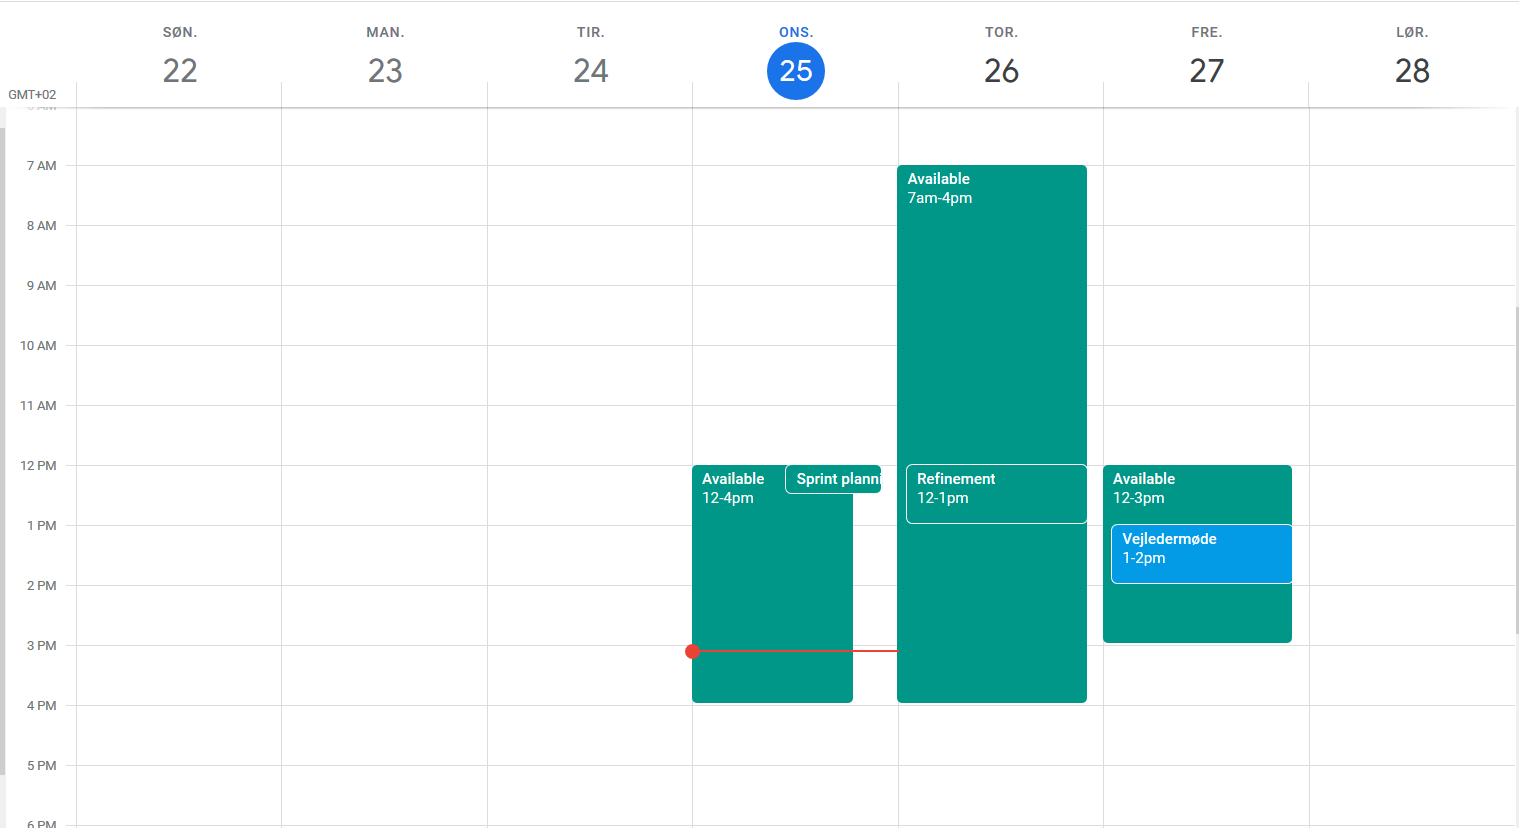 SØN.
MAN.
TIR.
ONS.
TOR.
FRE.
LØR.
22
23
24
25
26
27
28
GMT+02
7 AM
8 AM
9 AM
10 AM
11 AM
12 PM
1 PM
2 PM
3 PM
4 PM
5 PM
6 PM
Available
12-4pm
Sprint planni
Available
7am-4pm
Refinement
12-1pm
Available
12-3pm
Vejledermøde
1-2pm